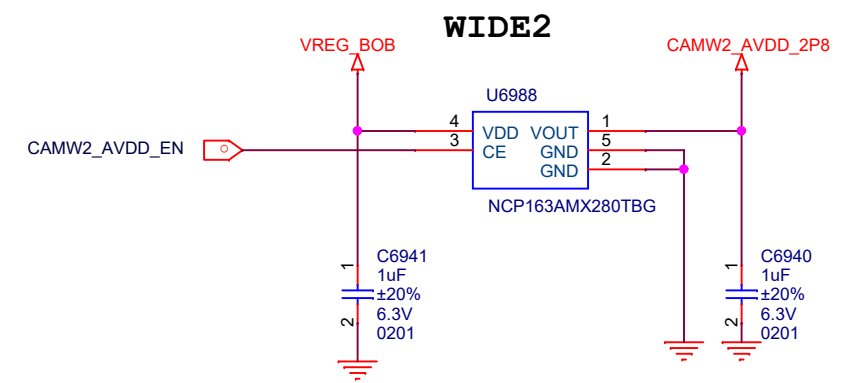 WIDE2
VREG_BOB
CAMW2_AVDD_2P8
U6988
4
1
VDD
VOUT
5
3
CE
GND
2
GND
CAMW2_AVDD_EN
NCP163AMX280TBG
1
C6941
1uF
±20%
6.3V
2
0201
1
C6940
1uF
±20%
6.3V
2
0201